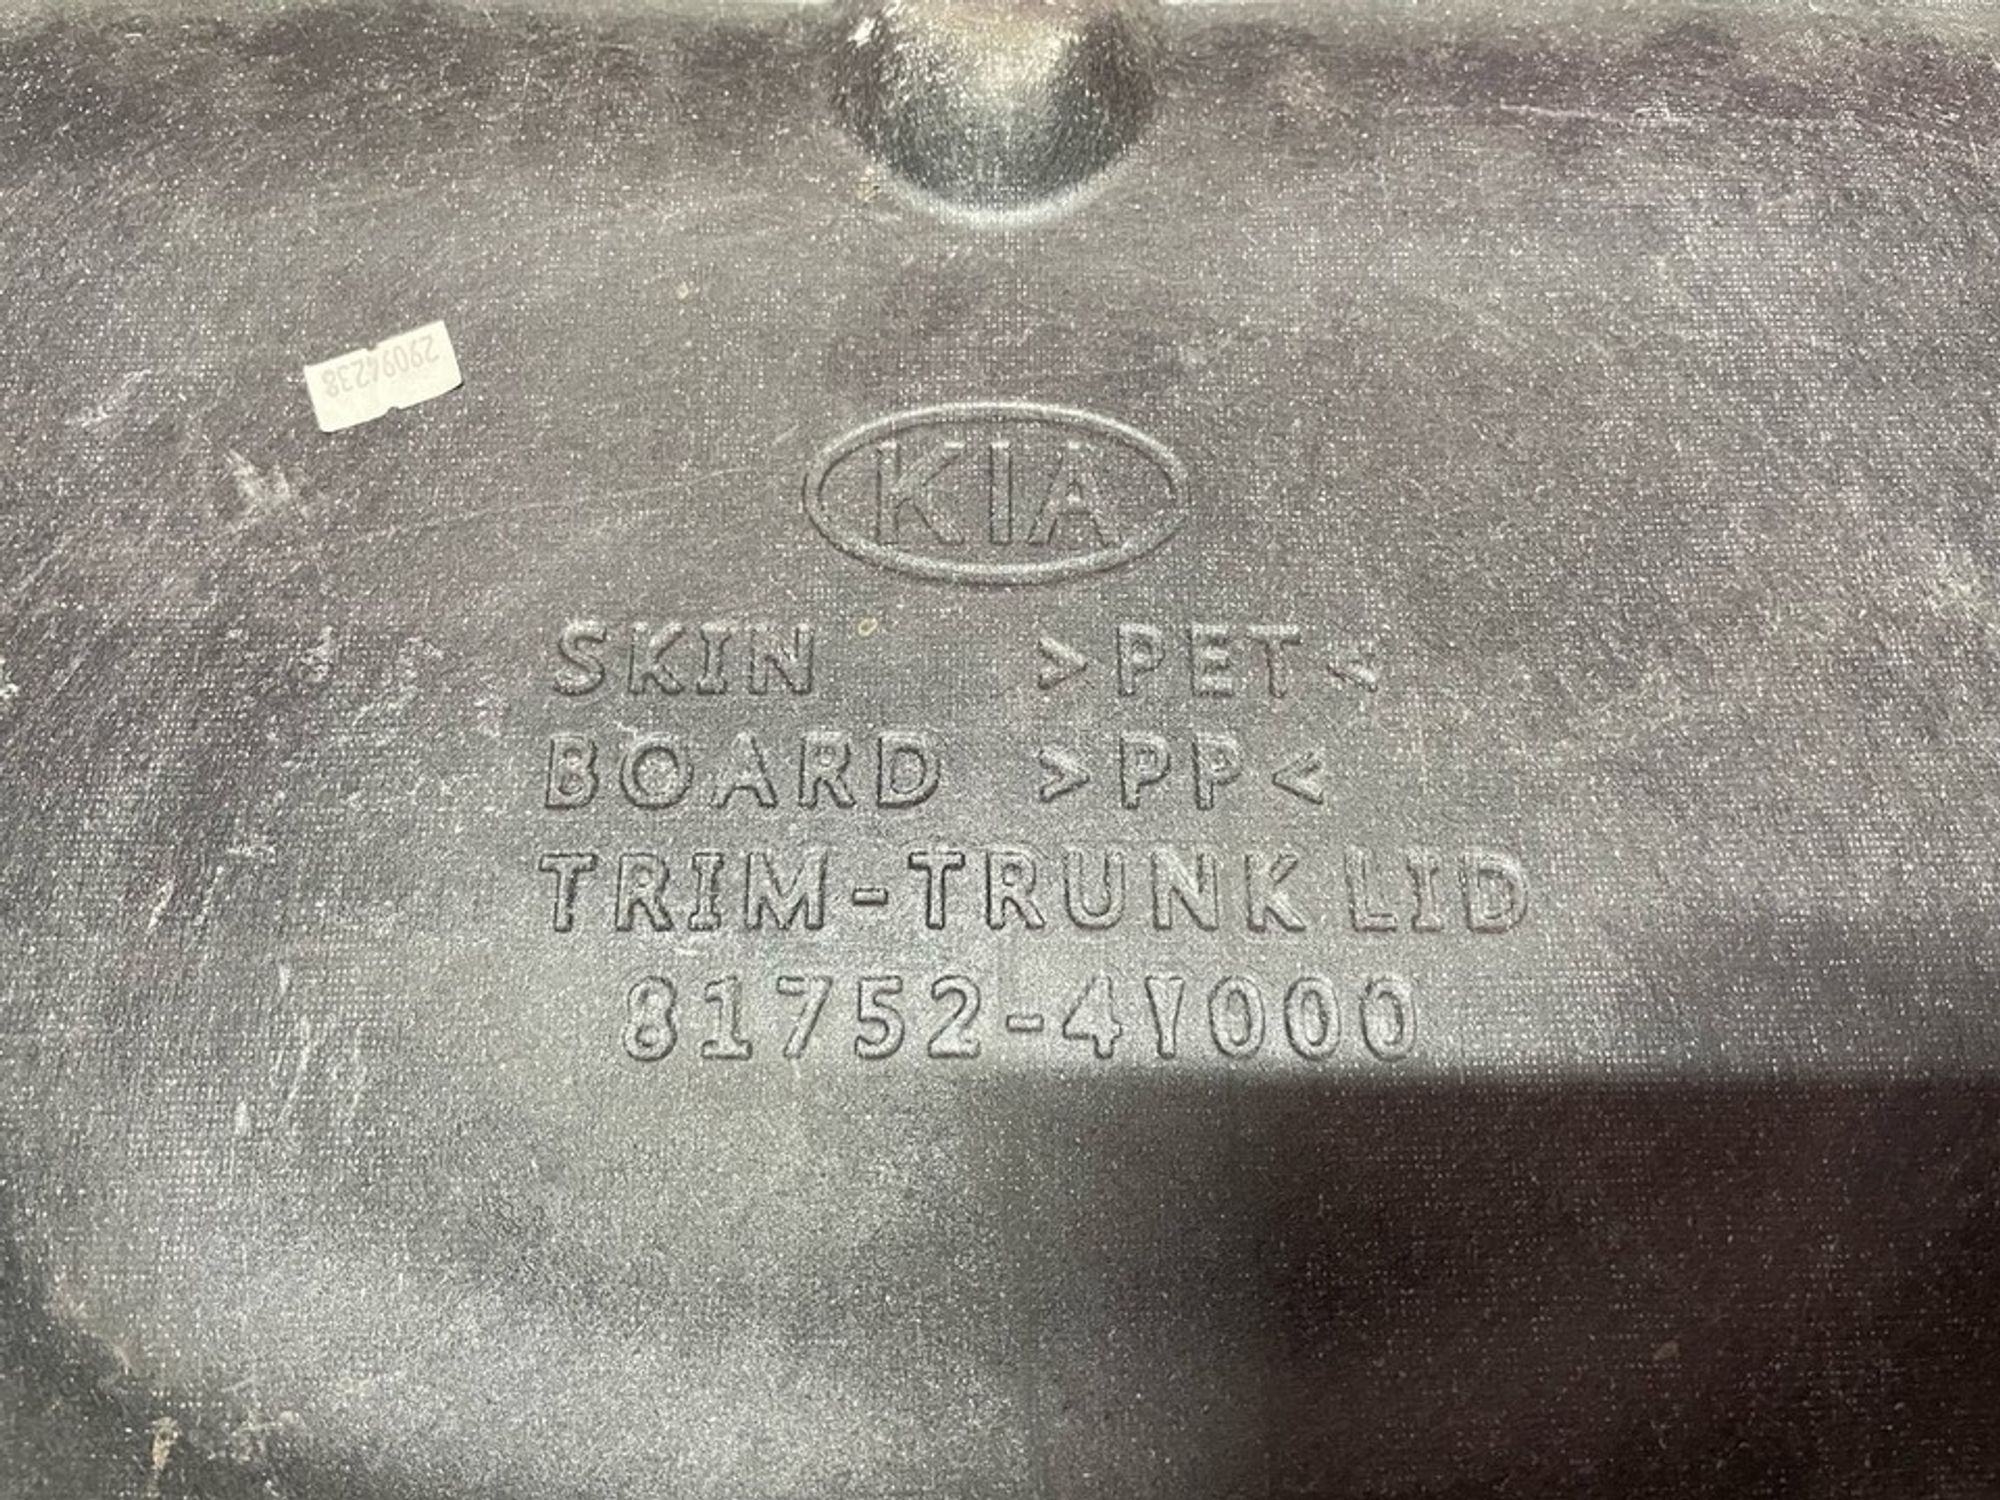 29094238
KIA
SKIN >PET<
BOARD >PP<
TRIM-TRUNK LID
81752-4Y000